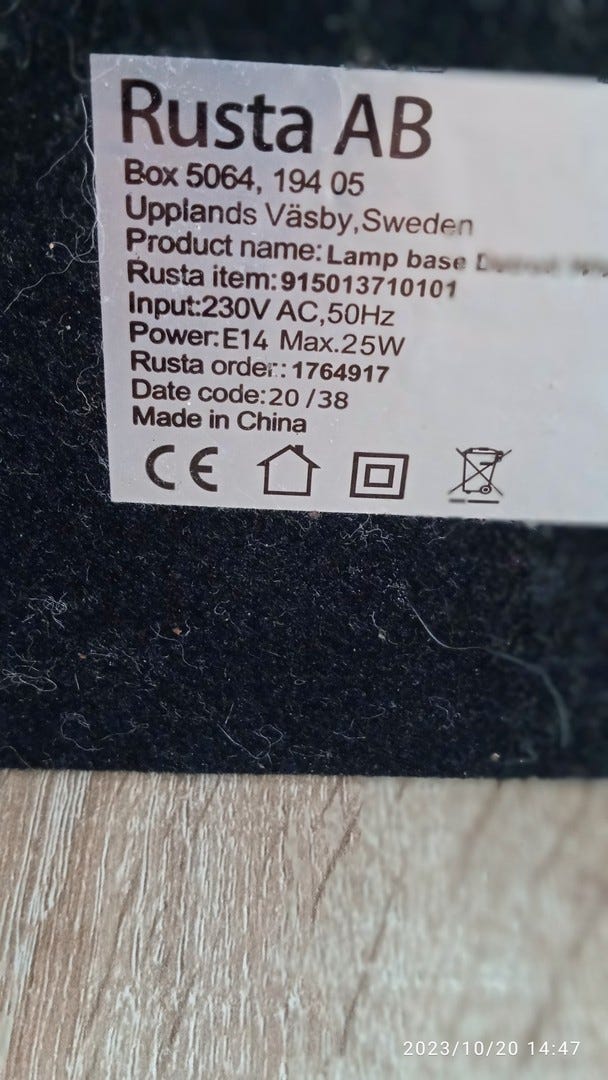 Rusta AB
Box 5064, 194 05
Upplands Väsby,Sweden
Product name: Lamp base
Rusta item:915013710101
Input:230V AC,50Hz
Power:E14 Max.25W
Rusta order.: 1764917
Date code:20 /38
Made in China
CE
2023/10/20 14:47